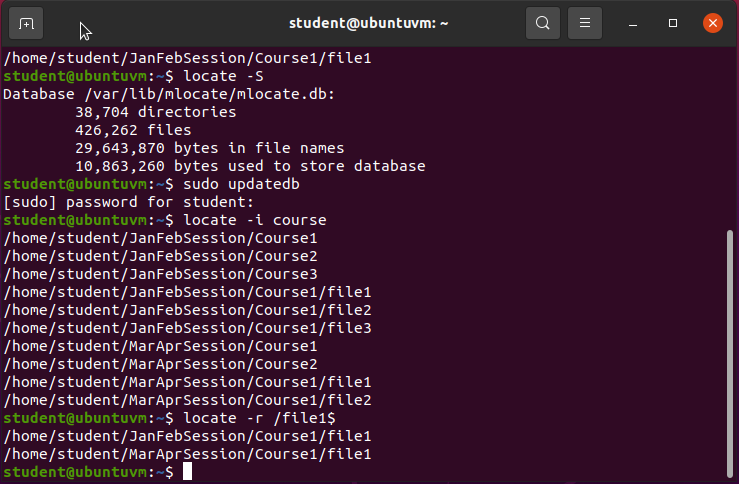 student@ubuntuvm: ~
/home/student/JanFebSession/Course1/file1
student@ubuntuvm:~$ locate -S
Database /var/lib/mlocate/mlocate.db:
        38,704 directories
        426,262 files
        29,643,870 bytes in file names
        10,863,260 bytes used to store database
student@ubuntuvm:~$ sudo updatedb
[sudo] password for student:
student@ubuntuvm:~$ locate -i course
/home/student/JanFebSession/Course1
/home/student/JanFebSession/Course2
/home/student/JanFebSession/Course3
/home/student/JanFebSession/Course1/file1
/home/student/JanFebSession/Course1/file2
/home/student/JanFebSession/Course1/file3
/home/student/MarAprSession/Course1
/home/student/MarAprSession/Course2
/home/student/MarAprSession/Course1/file1
/home/student/MarAprSession/Course1/file2
student@ubuntuvm:~$ locate -r /file1$
/home/student/JanFebSession/Course1/file1
/home/student/MarAprSession/Course1/file1
student@ubuntuvm:~$